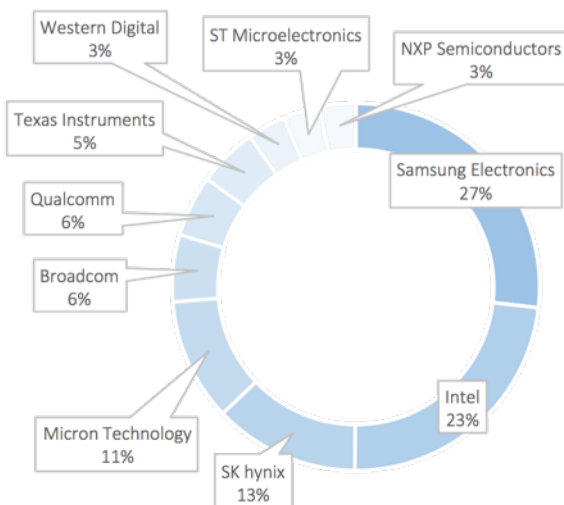 Western Digital
3%
ST Microelectronics
3%
NXP Semiconductors
3%
Texas Instruments
5%
Samsung Electronics
27%
Qualcomm
6%
Broadcom
6%
Intel
23%
Micron Technology
11%
SK hynix
13%